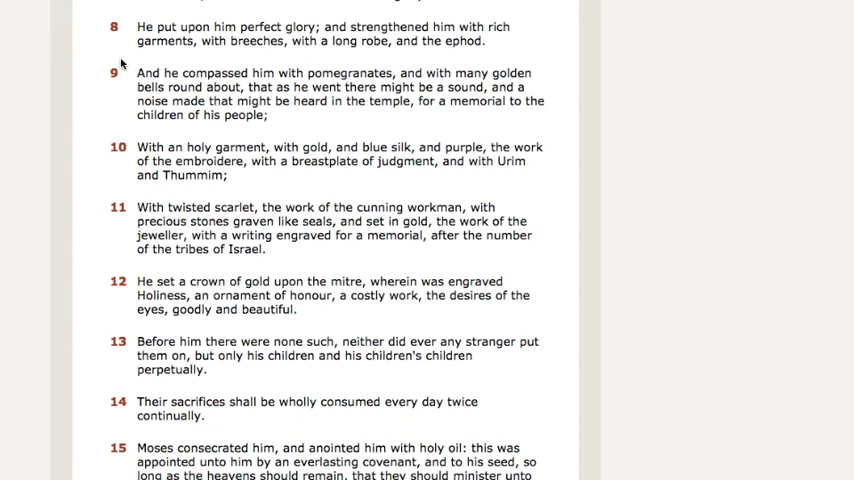 8 He put upon him perfect glory; and strengthened him with rich
garments, with breeches, with a long robe, and the ephod.
9 And he compassed him with pomegranates, and with many golden
bells round about, that as he went there might be a sound, and a
noise made that might be heard in the temple, for a memorial to the
children of his people;
10 With an holy garment, with gold, and blue silk, and purple, the work
of the embroidere, with a breastplate of judgment, and with Urim
and Thummim;
11 With twisted scarlet, the work of the cunning workman, with
precious stones graven like seals, and set in gold, the work of the
jeweller, with a writing engraved for a memorial, after the number
of the tribes of Israel.
12 He set a crown of gold upon the mitre, wherein was engraved
Holiness, an ornament of honour, a costly work, the desires of the
eyes, goodly and beautiful.
13 Before him there were none such, neither did ever any stranger put
them on, but only his children and his children's children
perpetually.
14 Their sacrifices shall be wholly consumed every day twice
continually.
15 Moses consecrated him, and anointed him with holy oil: this was
appointed unto him by an everlasting covenant, and to his seed, so
long as the heavens should remain, that they should minister unto